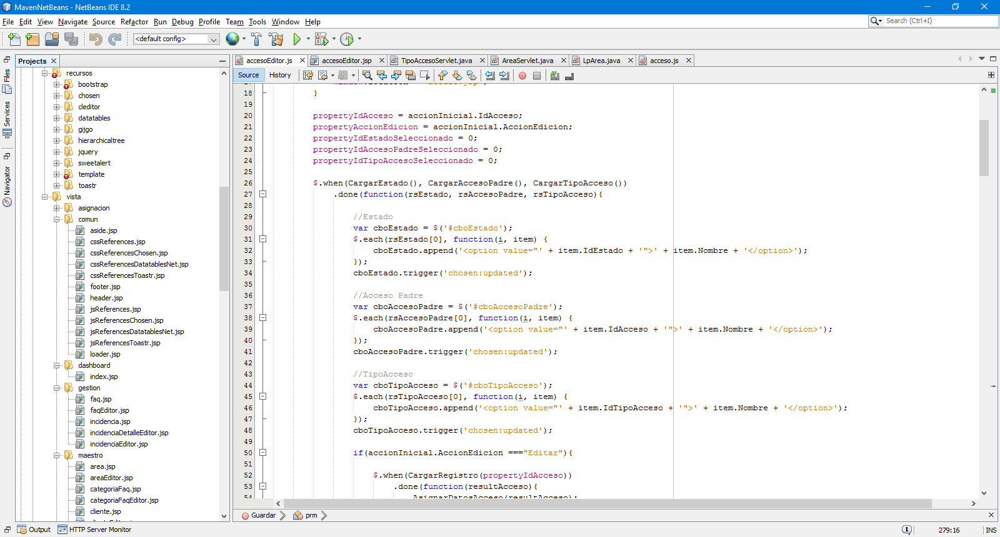 MavenNetBeans - NetBeans IDE 8.2
File Edit View Navigate Source Refactor Run Debug Profile Team Tools Window Help
Search (Ctrl+I)
<default config>
Files
Services
Navigator
Projects
recursos
bootstrap
chosen
cleditor
datatables
gijgo
hierarchicaltree
jquery
sweetalert
template
toastr
vista
asignacion
comun
aside.jsp
cssReferences.jsp
cssReferencesChosen.jsp
cssReferencesDatatablesNet.jsp
cssReferencesToastr.jsp
footer.jsp
header.jsp
jsReferences.jsp
jsReferencesChosen.jsp
jsReferencesDatatablesNet.jsp
jsReferencesToastr.jsp
loader.jsp
dashboard
index.jsp
gestion
faq.jsp
faqEditor.jsp
incidencia.jsp
incidenciaDetalleEditor.jsp
incidenciaEditor.jsp
maestro
area.jsp
areaEditor.jsp
categoriaFaq.jsp
categoriaFaqEditor.jsp
cliente.jsp
accesoEditor.js accesoEditor.jsp TipoAccesoServlet.java AreaServlet.java LpArea.java acceso.js
Source History
18 }
19
20 propertyIdAcceso = accionInicial.IdAcceso;
21 propertyAccionEdicion = accionInicial.AccionEdicion;
22 propertyIdEstadoSeleccionado = 0;
23 propertyIdAccesoPadreSeleccionado = 0;
24 propertyIdTipoAccesoSeleccionado = 0;
25
26 $.when(CargarEstado(), CargarAccesoPadre(), CargarTipoAcceso())
27 .done(function(rsEstado, rsAccesoPadre, rsTipoAcceso){
28
29 //Estado
30 var cboEstado = $('#cboEstado');
31 $.each(rsEstado[0], function(i, item) {
32 cboEstado.append('<option value="' + item.IdEstado + '">' + item.Nombre + '</option>');
33 });
34 cboEstado.trigger('chosen:updated');
35
36 //Acceso Padre
37 var cboAccesoPadre = $('#cboAccesoPadre');
38 $.each(rsAccesoPadre[0], function(i, item) {
39 cboAccesoPadre.append('<option value="' + item.IdAcceso + '">' + item.Nombre + '</option>');
40 });
41 cboAccesoPadre.trigger('chosen:updated');
42
43 //TipoAcceso
44 var cboTipoAcceso = $('#cboTipoAcceso');
45 $.each(rsTipoAcceso[0], function(i, item) {
46 cboTipoAcceso.append('<option value="' + item.IdTipoAcceso + '">' + item.Nombre + '</option>');
47 });
48 cboTipoAcceso.trigger('chosen:updated');
49
50 if(accionInicial.AccionEdicion ==="Editar"){
51
52 $.when(CargarRegistro(propertyIdAcceso))
53 .done(function(resultAcceso){
54 AsignarDatosAcceso(resultAcceso);
Guardar prm
Output HTTP Server Monitor
1 279:16 INS